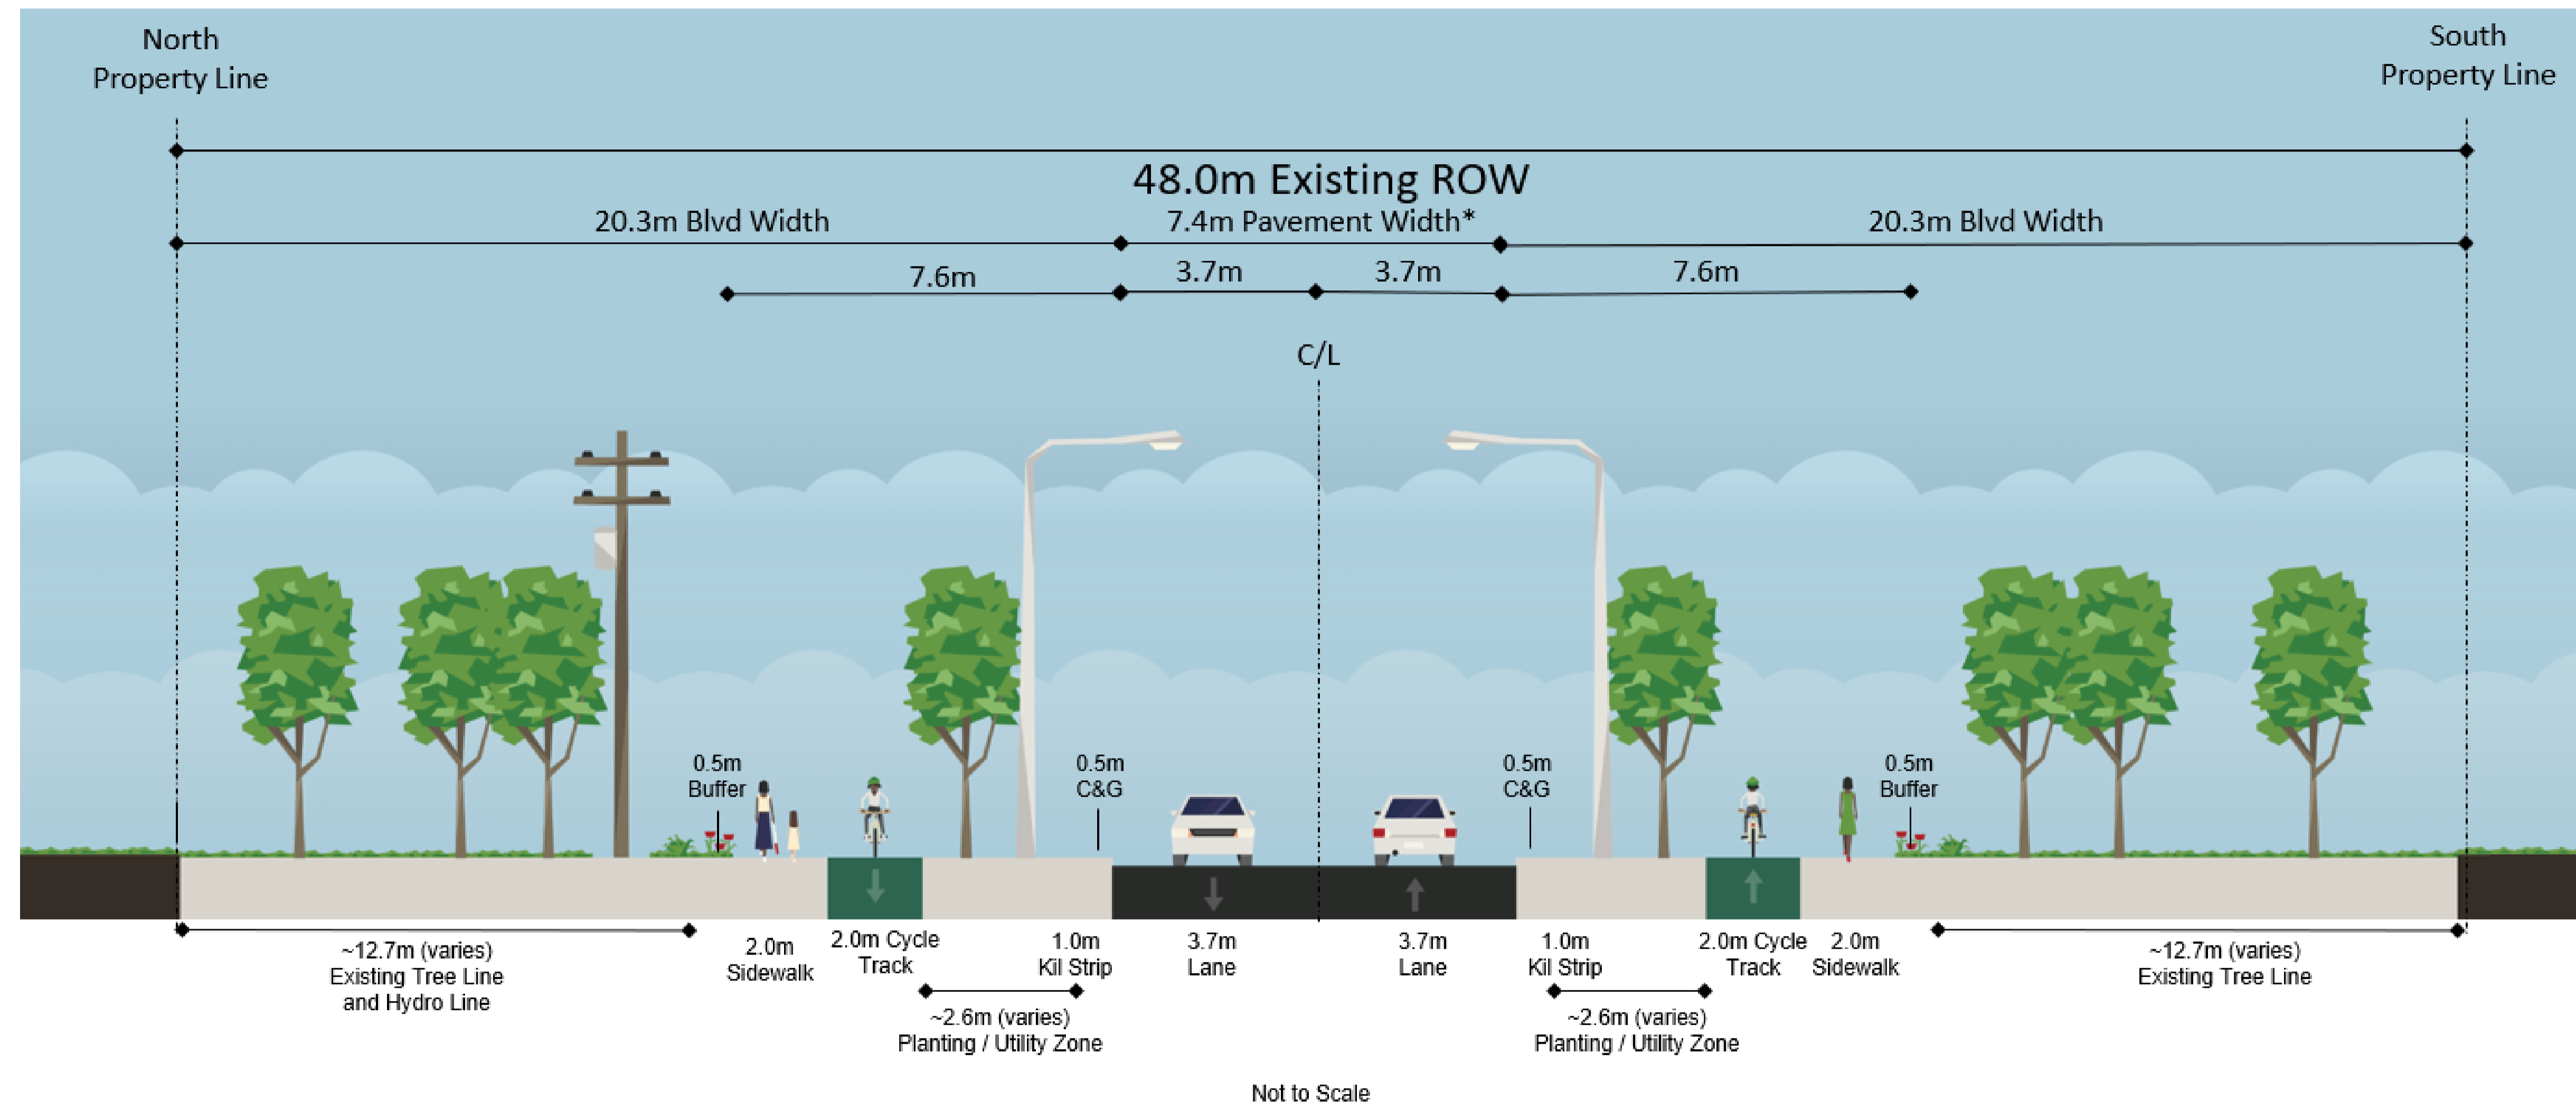 North
Property Line
South
Property Line
48.0m Existing ROW
20.3m Blvd Width
7.4m Pavement Width*
20.3m Blvd Width
7.6m
3.7m
3.7m
7.6m
C/L
0.5m
Buffer
0.5m
C&G
0.5m
C&G
0.5m
Buffer
~12.7m (varies)
Existing Tree Line
and Hydro Line
2.0m
Sidewalk
2.0m Cycle
Track
1.0m
Kil Strip
3.7m
Lane
3.7m
Lane
1.0m
Kil Strip
2.0m Cycle
Track
2.0m
Sidewalk
~12.7m (varies)
Existing Tree Line
~2.6m (varies)
Planting / Utility Zone
~2.6m (varies)
Planting / Utility Zone
Not to Scale